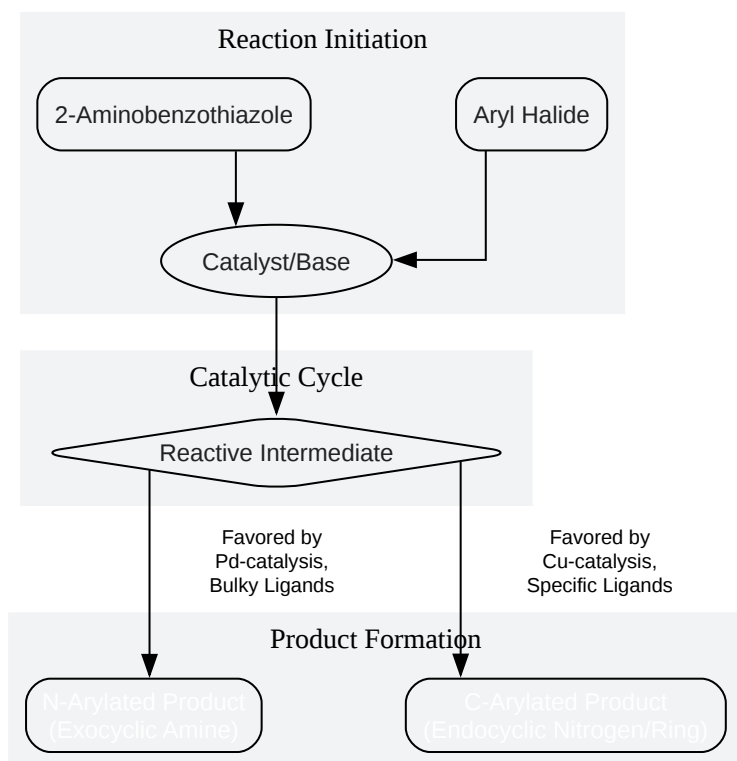 Reaction Initiation
2-Aminobenzothiazole
Aryl Halide
Catalyst/Base
Catalytic Cycle
Reactive Intermediate
Favored by
Pd-catalysis,
Bulky Ligands
Favored by
Cu-catalysis,
Specific Ligands
Product Formation
N-Arylated Product
(Exocyclic Amine)
C-Arylated Product
(Endocyclic Nitrogen/Ring)